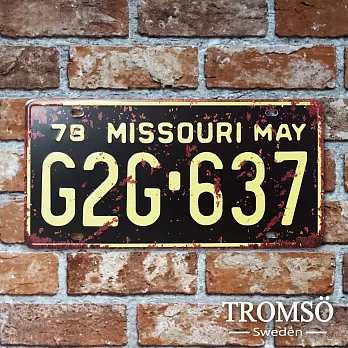 78 MISSOURI MAY
G2G·637
TROMSÖ
Sweden